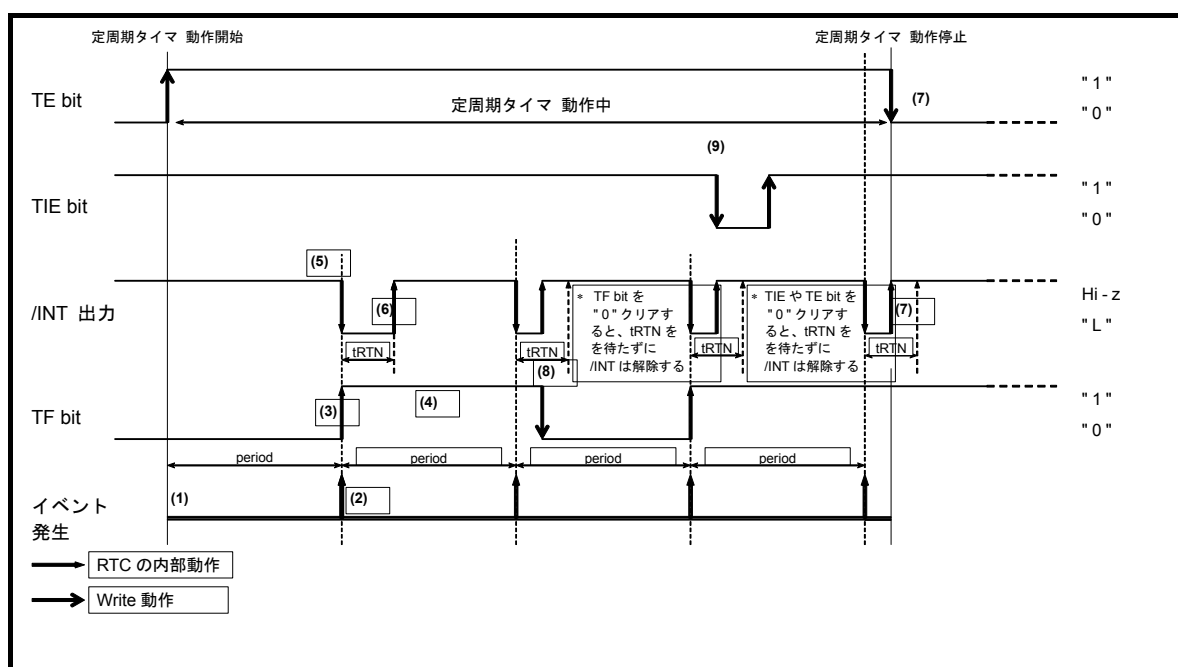 定周期タイマ 動作開始
定周期タイマ 動作停止
TE bit
定周期タイマ 動作中
(7)
" 1 "
" 0 "
(9)
TIE bit
" 1 "
" 0 "
(5)
/INT 出力
(6)
* TF bit を
" 0 " クリアす
ると、tRTN を
を待たずに
/INT は解除する
* TIE や TE bit を
" 0 " クリアす
ると、tRTN を
を待たずに
/INT は解除する
(7)
Hi - z
" L "
tRTN
tRTN
tRTN
tRTN
(8)
TF bit
(3)
(4)
" 1 "
" 0 "
period
period
period
period
イベント
発生
(1)
(2)
RTC の内部動作
Write 動作